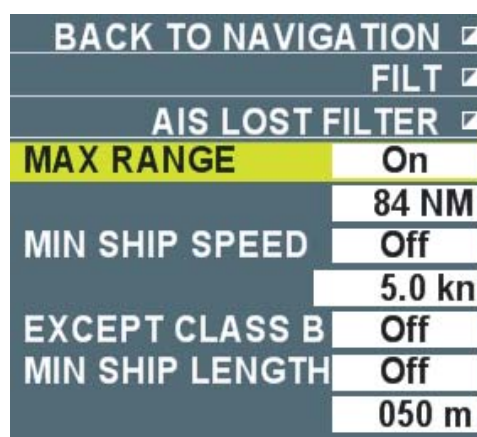 BACK TO NAVIGATION
FILT
AIS LOST FILTER
MAX RANGE On
84 NM
MIN SHIP SPEED Off
5.0 kn
EXCEPT CLASS B Off
MIN SHIP LENGTH Off
050 m